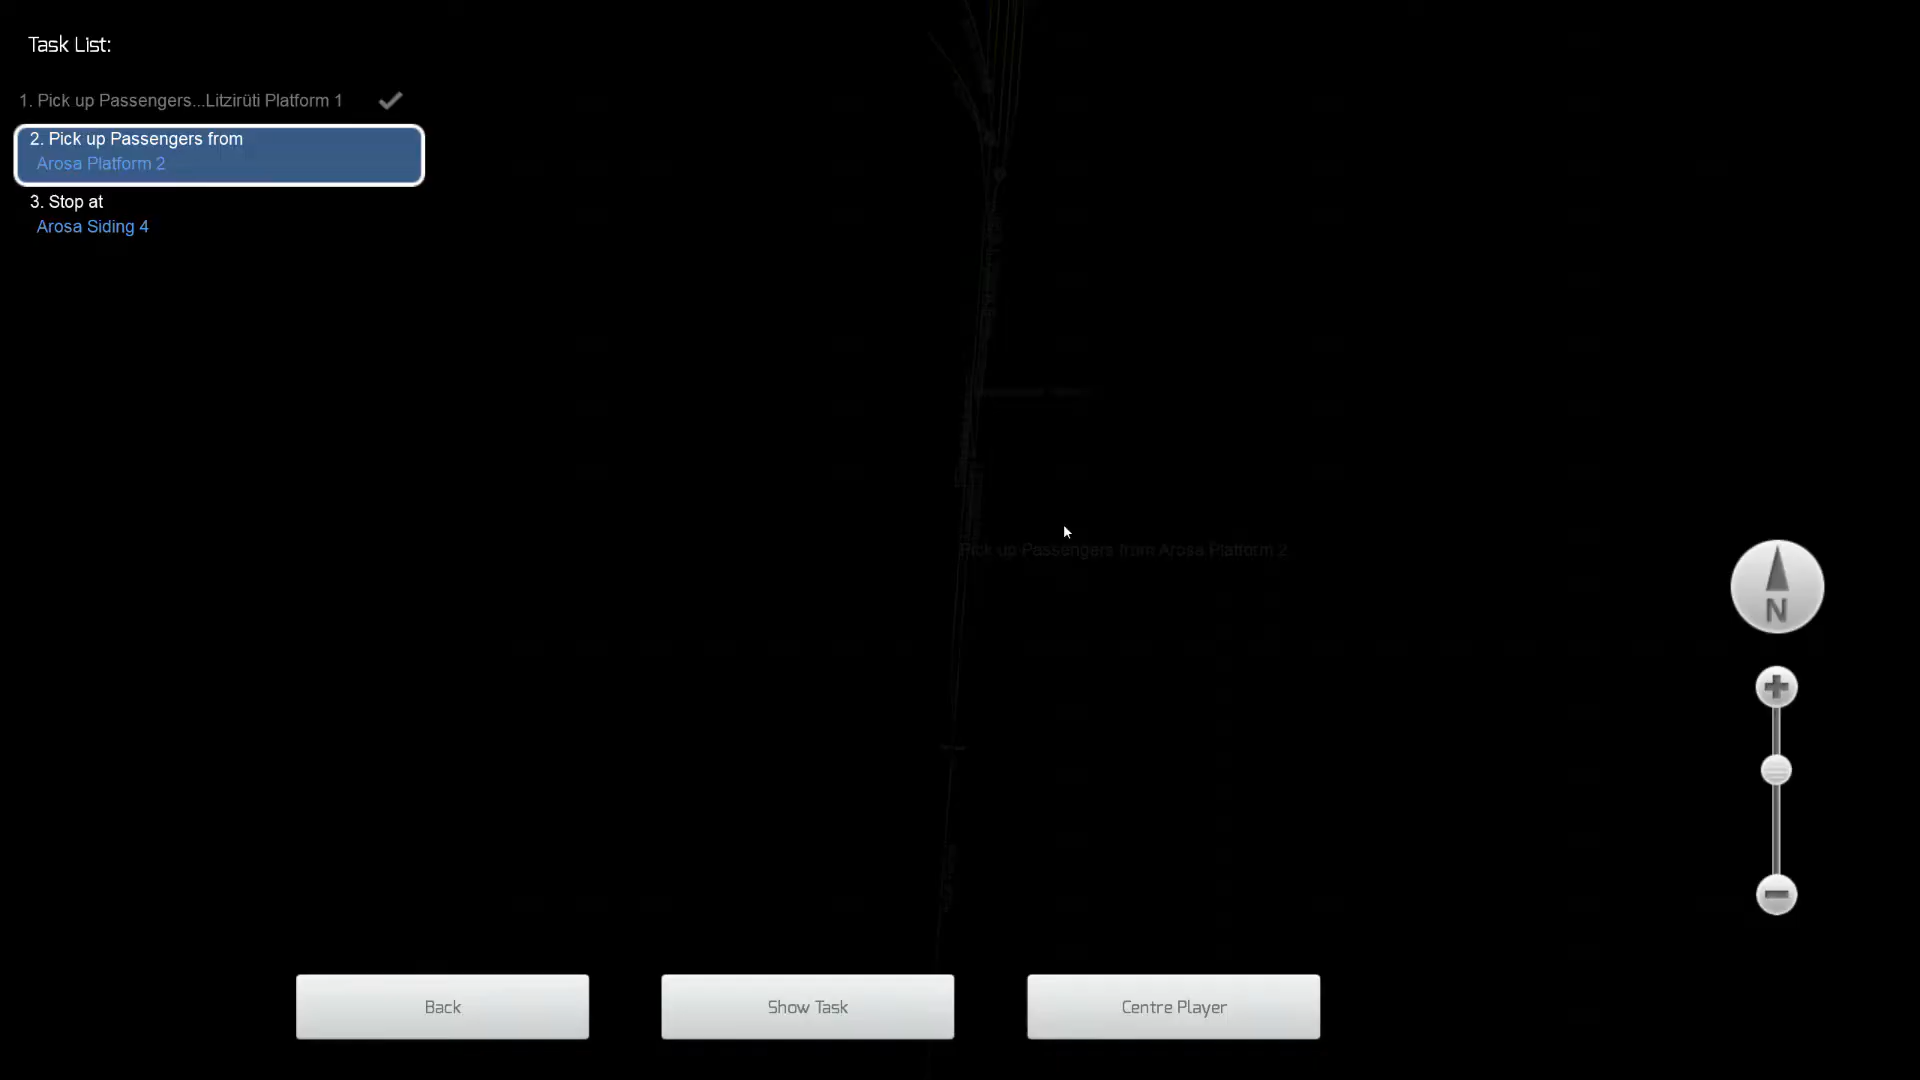 Task List:
1. Pick up Passengers...Litzirüti Platform 1
2. Pick up Passengers from
Arosa Platform 2
3. Stop at
Arosa Siding 4
Pick up Passengers from Arosa Platform 2
N
Back
Show Task
Centre Player